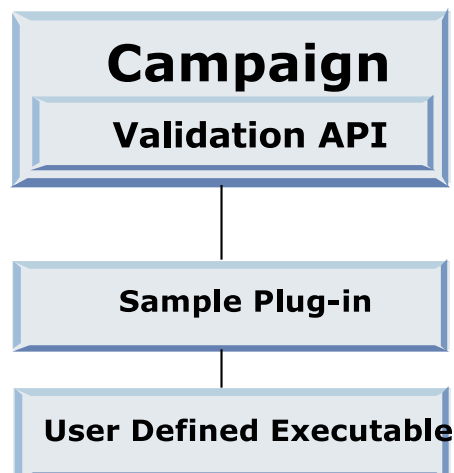 Campaign
Validation API
Sample Plug-in
User Defined Executable